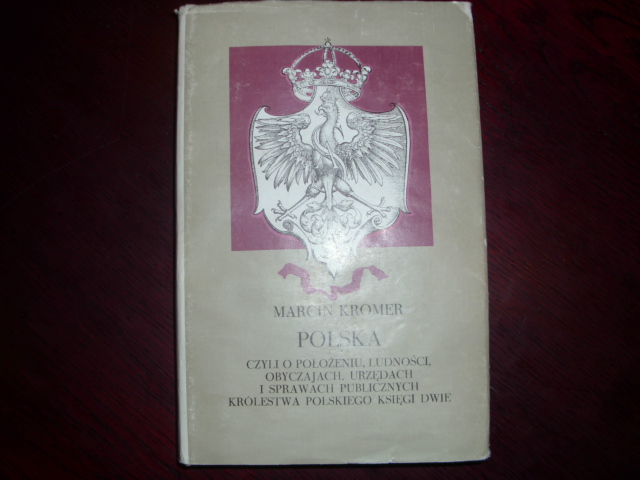 MARCIN KROMER
POLSKA
CZYLI O POŁOŻENIU, LUDNOŚCI,
OBYCZAJACH, URZĘDACH
I SPRAWACH PUBLICZNYCH
KRÓLESTWA POLSKIEGO KSIĘGI DWIE